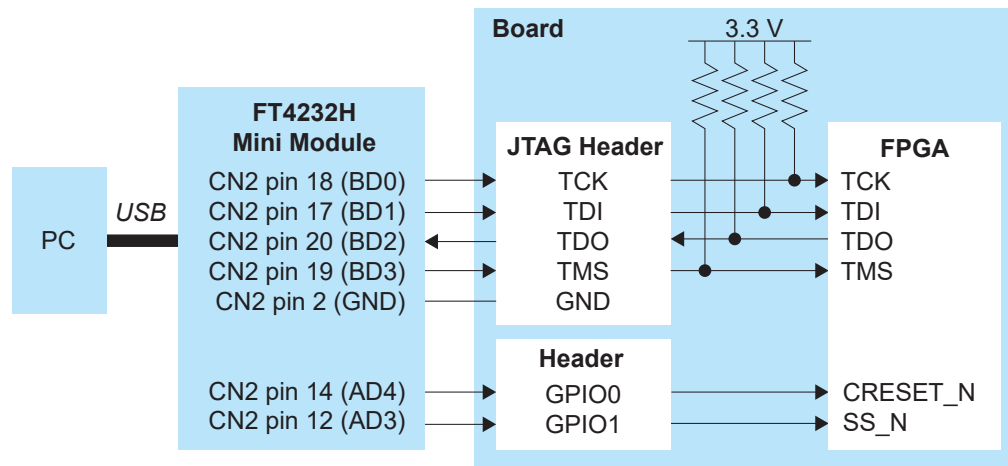 Board
3.3 V
FT4232H
Mini Module
JTAG Header
FPGA
CN2 pin 18 (BD0)
TCK
TCK
PC
USB
CN2 pin 17 (BD1)
TDI
TDI
CN2 pin 20 (BD2)
TDO
TDO
CN2 pin 19 (BD3)
TMS
TMS
CN2 pin 2 (GND)
GND
Header
CN2 pin 14 (AD4)
GPIO0
CRESET_N
CN2 pin 12 (AD3)
GPIO1
SS_N